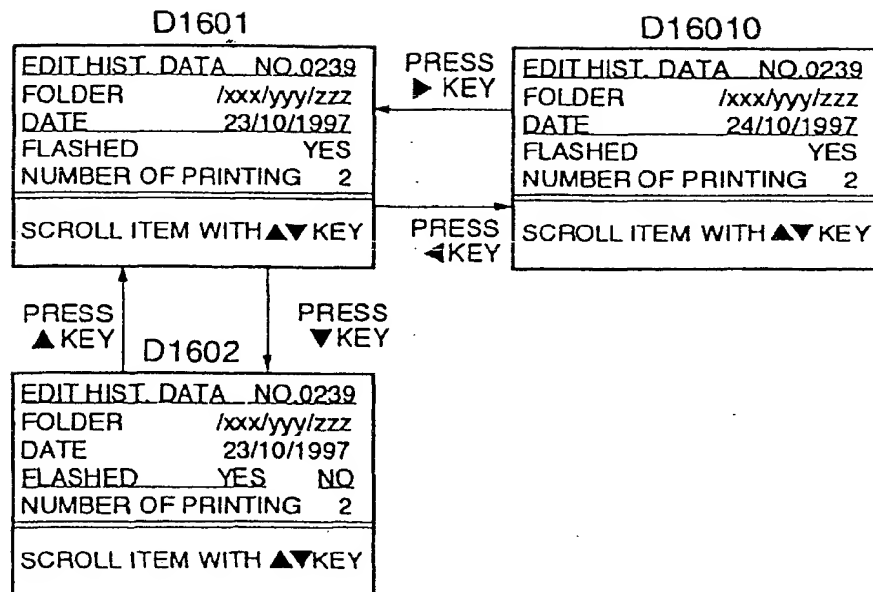 D1601
EDIT HIST. DATA NO.0239
FOLDER /xxx/yyy/zzz
DATE 23/10/1997
FLASHED YES
NUMBER OF PRINTING 2
SCROLL ITEM WITH ▲▼ KEY
PRESS
▶ KEY
PRESS
◀ KEY
D16010
EDIT HIST. DATA NO.0239
FOLDER /xxx/yyy/zzz
DATE 24/10/1997
FLASHED YES
NUMBER OF PRINTING 2
SCROLL ITEM WITH ▲▼ KEY
PRESS
▲ KEY
PRESS
▼ KEY
D1602
EDIT HIST. DATA NO.0239
FOLDER /xxx/yyy/zzz
DATE 23/10/1997
FLASHED YES NO
NUMBER OF PRINTING 2
SCROLL ITEM WITH ▲▼ KEY